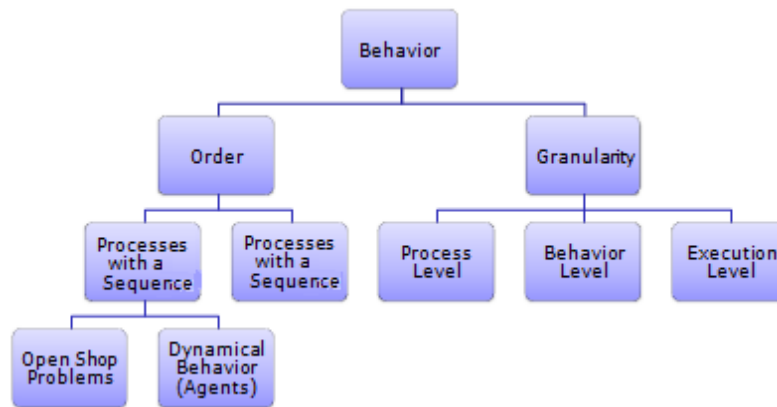 Behavior
Order
Granularity
Processes
with a
Sequence
Processes
with a
Sequence
Process
Level
Behavior
Level
Execution
Level
Open Shop
Problems
Dynamical
Behavior
(Agents)